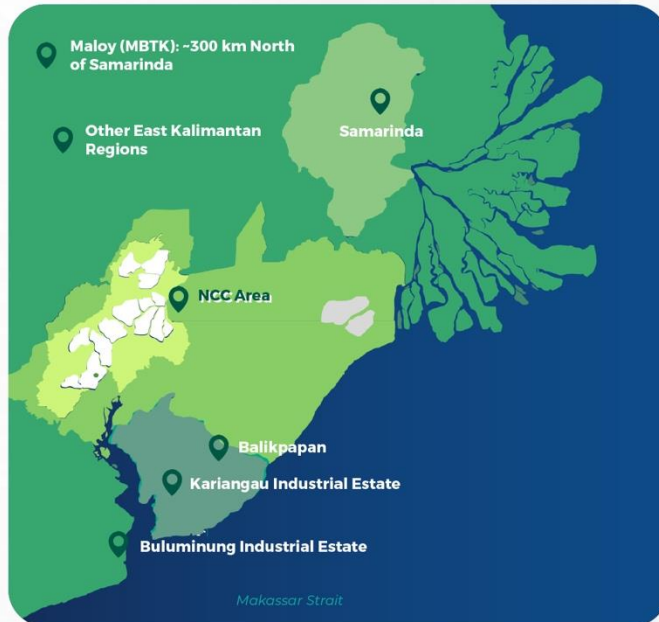 Maloy (MBTK): ~300 km North
of Samarinda
Other East Kalimantan
Regions
Samarinda
NCC Area
Balikpapan
Kariangau Industrial Estate
Buluminung Industrial Estate
Makassar Strait